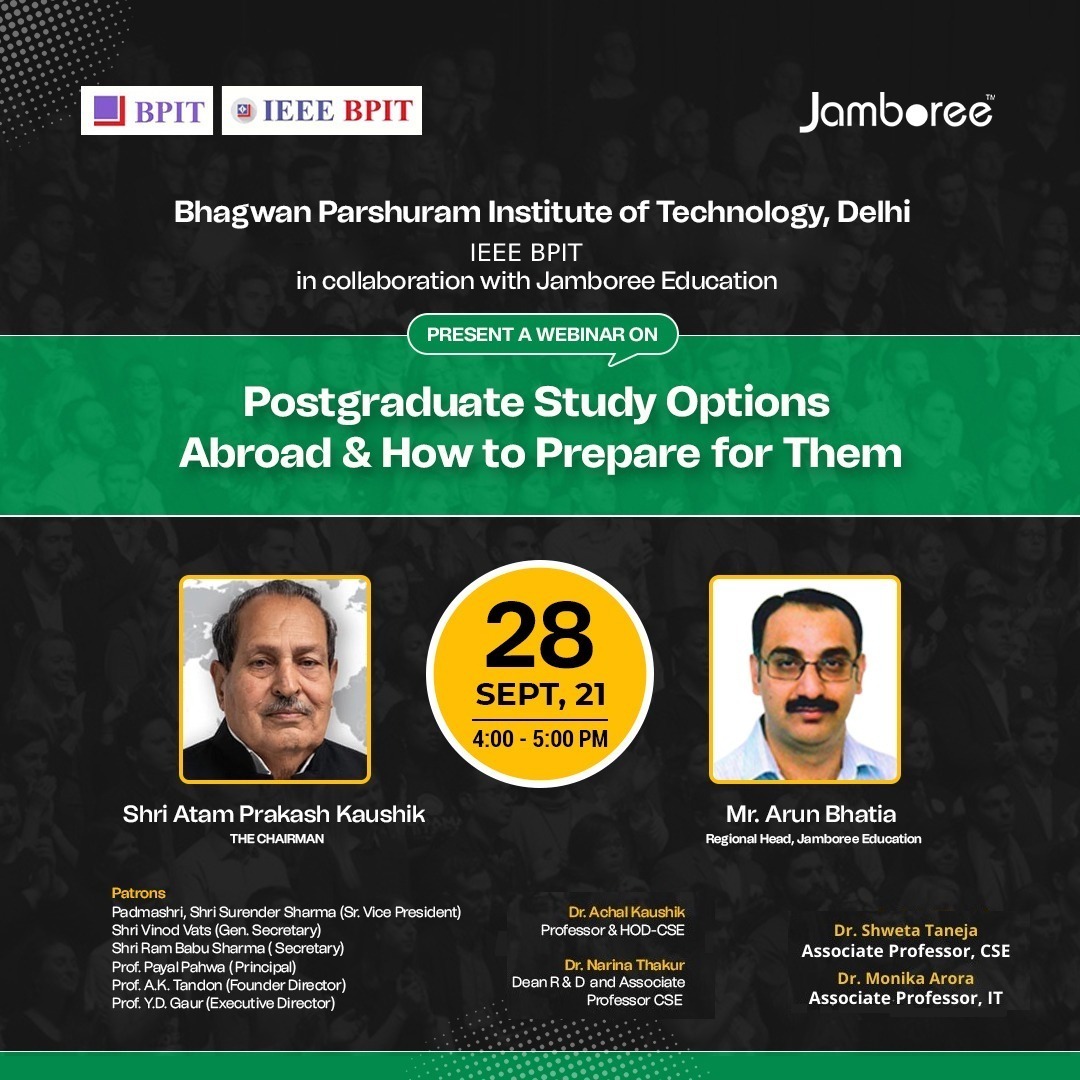 BPIT
IEEE BPIT
Jamboree™
Bhagwan Parshuram Institute of Technology, Delhi
IEEE BPIT
in collaboration with Jamboree Education
PRESENT A WEBINAR ON
Postgraduate Study Options
Abroad & How to Prepare for Them
28
SEPT, 21
4:00 - 5:00 PM
Shri Atam Prakash Kaushik
THE CHAIRMAN
Mr. Arun Bhatia
Regional Head, Jamboree Education
Patrons
Padmashri, Shri Surender Sharma (Sr. Vice President)
Shri Vinod Vats (Gen. Secretary)
Shri Ram Babu Sharma ( Secretary)
Prof. Payal Pahwa ( Principal)
Prof. A.K. Tandon (Founder Director)
Prof. Y.D. Gaur (Executive Director)
Dr. Achal Kaushik
Professor & HOD-CSE
Dr. Narina Thakur
Dean R & D and Associate
Professor CSE
Dr. Shweta Taneja
Associate Professor, CSE
Dr. Monika Arora
Associate Professor, IT